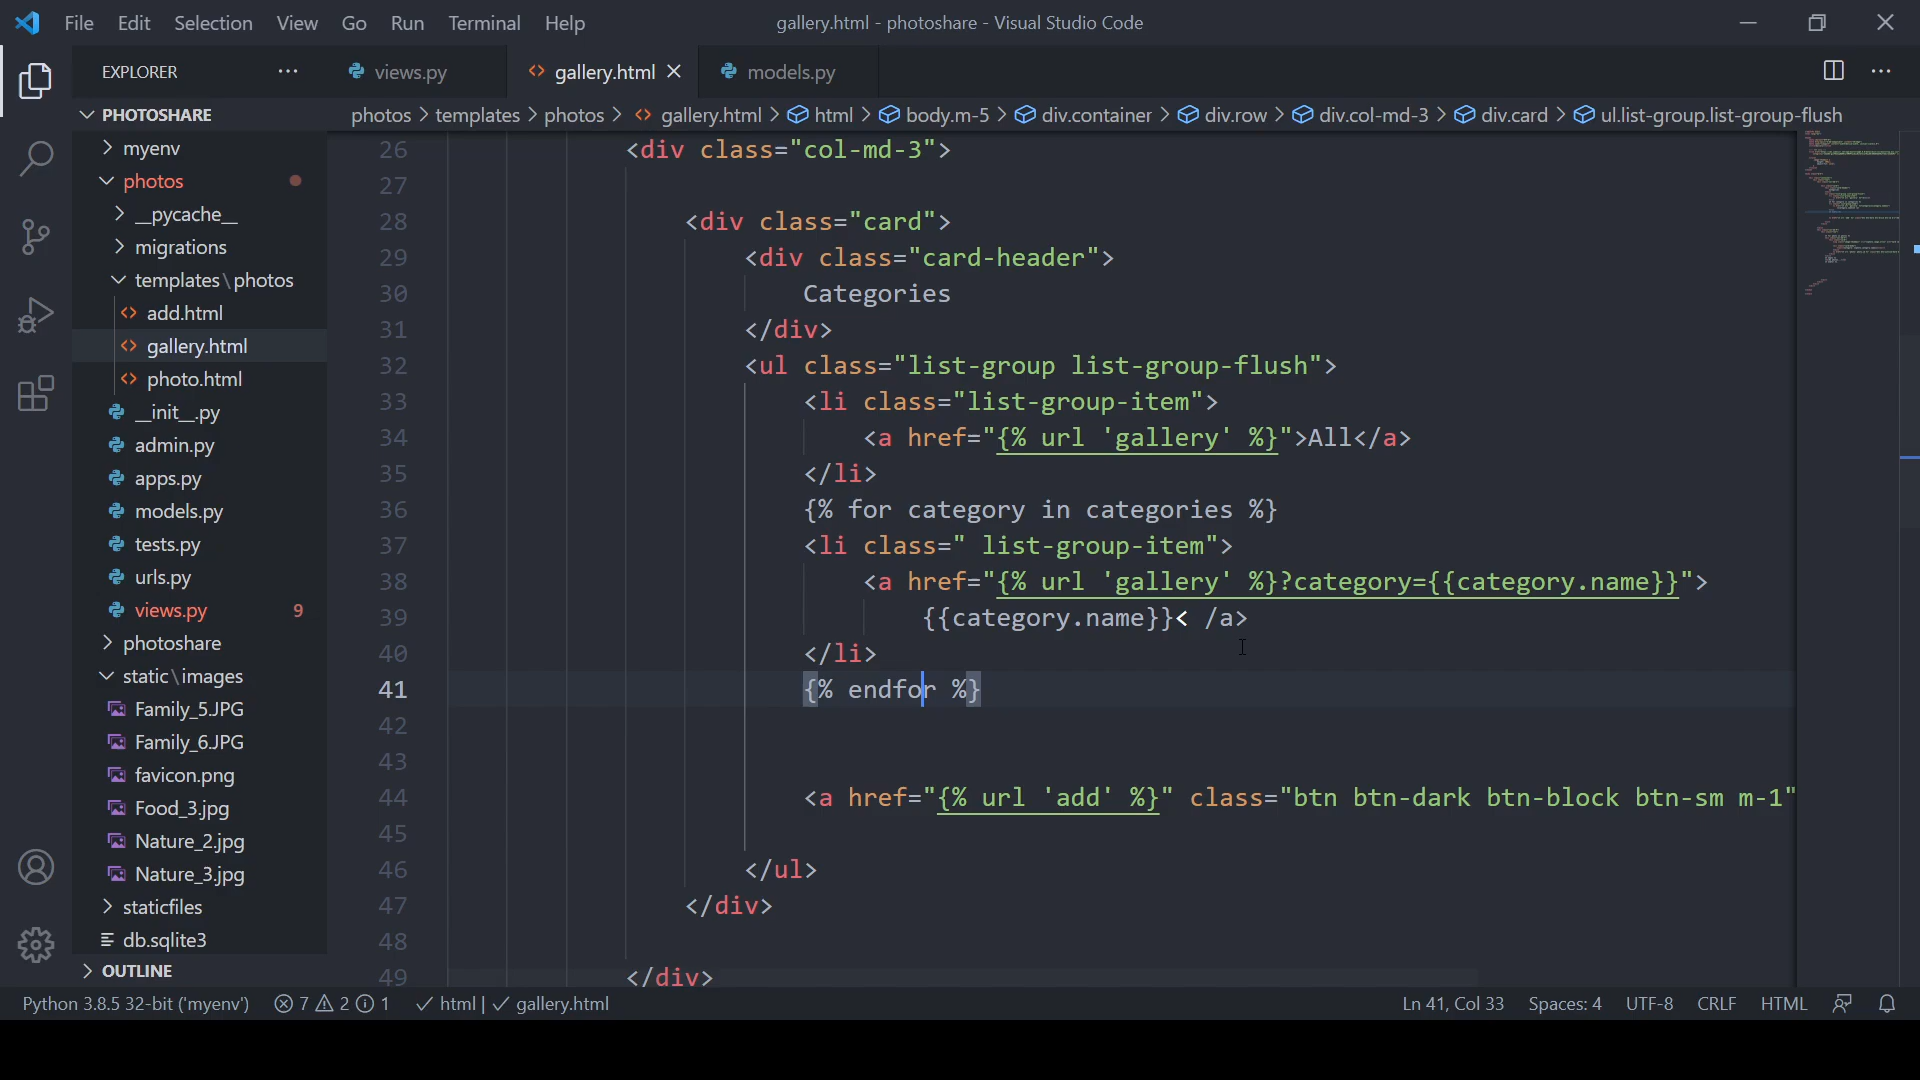 File Edit Selection View Go Run Terminal Help gallery.html - photoshare - Visual Studio Code
EXPLORER ··· views.py <> gallery.html models.py ···
PHOTOSHARE
photos > templates > photos > <> gallery.html > html > body.m-5 > div.container > div.row > div.col-md-3 > div.card > ul.list-group.list-group-flush
myenv
photos
__pycache__
migrations
templates\photos
<> add.html
<> gallery.html
<> photo.html
__init__.py
admin.py
apps.py
models.py
tests.py
urls.py
views.py 9
photoshare
static\images
Family_5.JPG
Family_6.JPG
favicon.png
Food_3.jpg
Nature_2.jpg
Nature_3.jpg
staticfiles
db.sqlite3
OUTLINE
26 <div class="col-md-3">
27
28 <div class="card">
29 <div class="card-header">
30 Categories
31 </div>
32 <ul class="list-group list-group-flush">
33 <li class="list-group-item">
34 <a href="{% url 'gallery' %}">All</a>
35 </li>
36 {% for category in categories %}
37 <li class=" list-group-item">
38 <a href="{% url 'gallery' %}?category={{category.name}}">
39 {{category.name}}< /a>
40 </li>
41 {% endfor %}
42
43
44 <a href="{% url 'add' %}" class="btn btn-dark btn-block btn-sm m-1"
45
46 </ul>
47 </div>
48
49 </div>
Python 3.8.5 32-bit ('myenv') 7 2 1 html | gallery.html Ln 41, Col 33 Spaces: 4 UTF-8 CRLF HTML